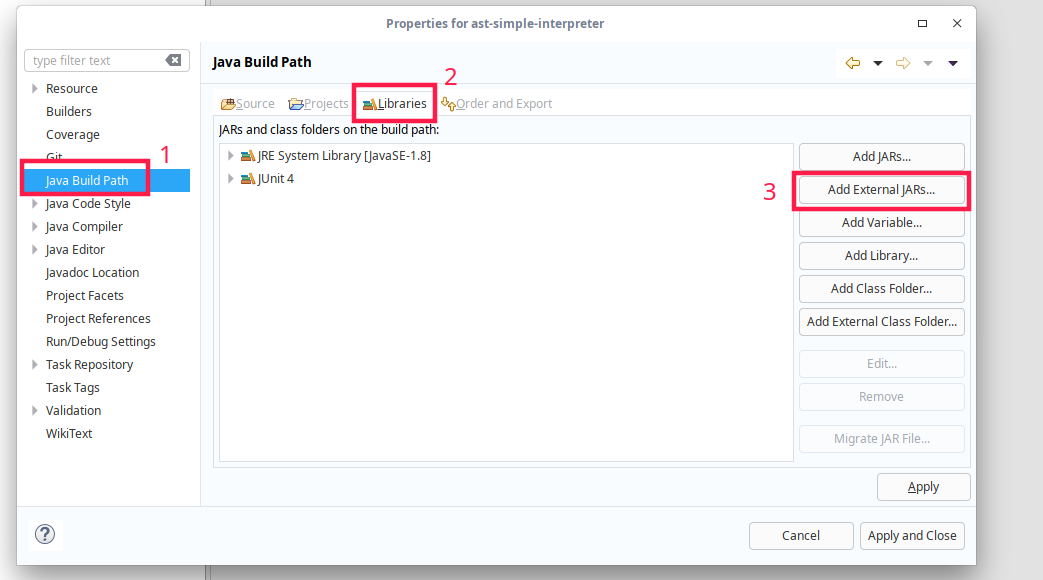 Properties for ast-simple-interpreter
type filter text
Resource
Builders
Coverage
Git
Java Build Path
Java Code Style
Java Compiler
Java Editor
Javadoc Location
Project Facets
Project References
Run/Debug Settings
Task Repository
Task Tags
Validation
WikiText
1
Java Build Path
2
Source Projects Libraries Order and Export
JARs and class folders on the build path:
JRE System Library [JavaSE-1.8]
JUnit 4
3
Add JARs...
Add External JARs...
Add Variable...
Add Library...
Add Class Folder...
Add External Class Folder...
Edit...
Remove
Migrate JAR File...
Apply
?
Cancel Apply and Close